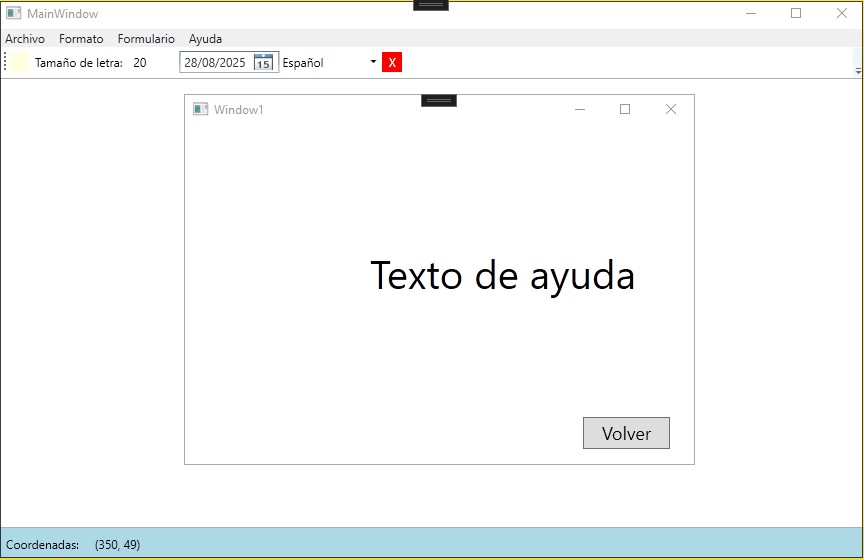 MainWindow
Archivo Formato Formulario Ayuda
Tamaño de letra: 20 28/08/2025 15 Español X
Window1
Texto de ayuda
Volver
Coordenadas: (350, 49)